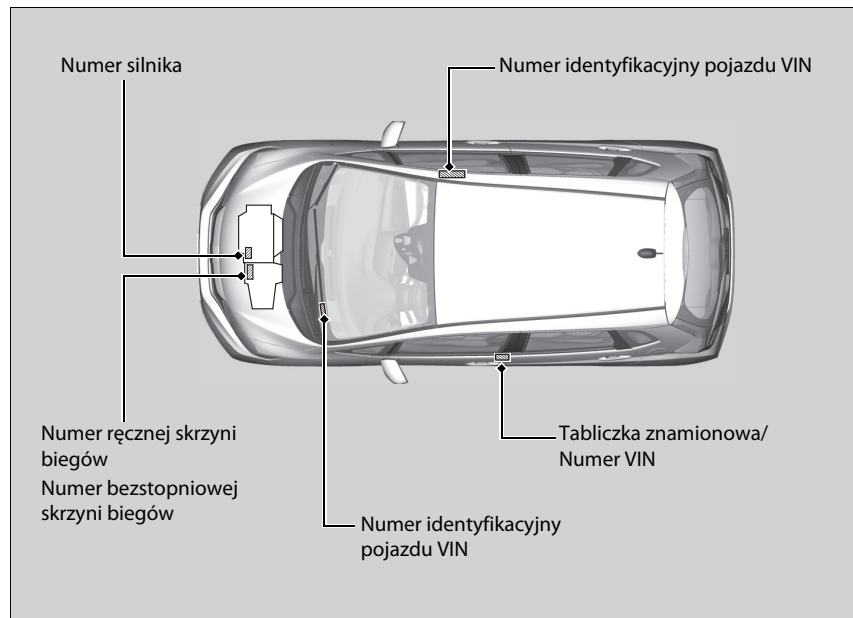 Numer silnika
Numer identyfikacyjny pojazdu VIN
Numer ręcznej skrzyni
biegów
Numer bezstopniowej
skrzyni biegów
Tabliczka znamionowa/
Numer VIN
Numer identyfikacyjny
pojazdu VIN